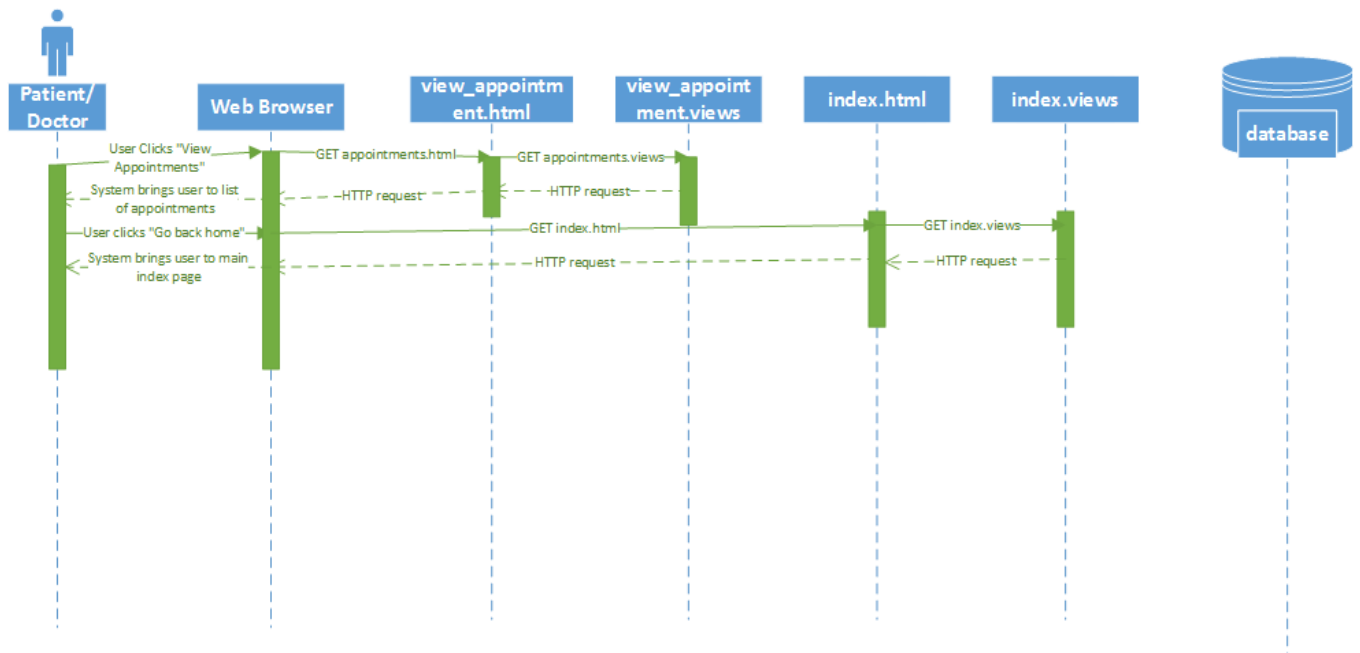 Patient/
Doctor
Web Browser
view_appointm
ent.html
view_appoint
ment.views
index.html
index.views
database
User Clicks "View
Appointments"
GET appointments.html
GET appointments.views
System brings user to list
of appointments
HTTP request
HTTP request
User clicks "Go back home"
GET index.html
GET index.views
System brings user to main
index page
HTTP request
HTTP request